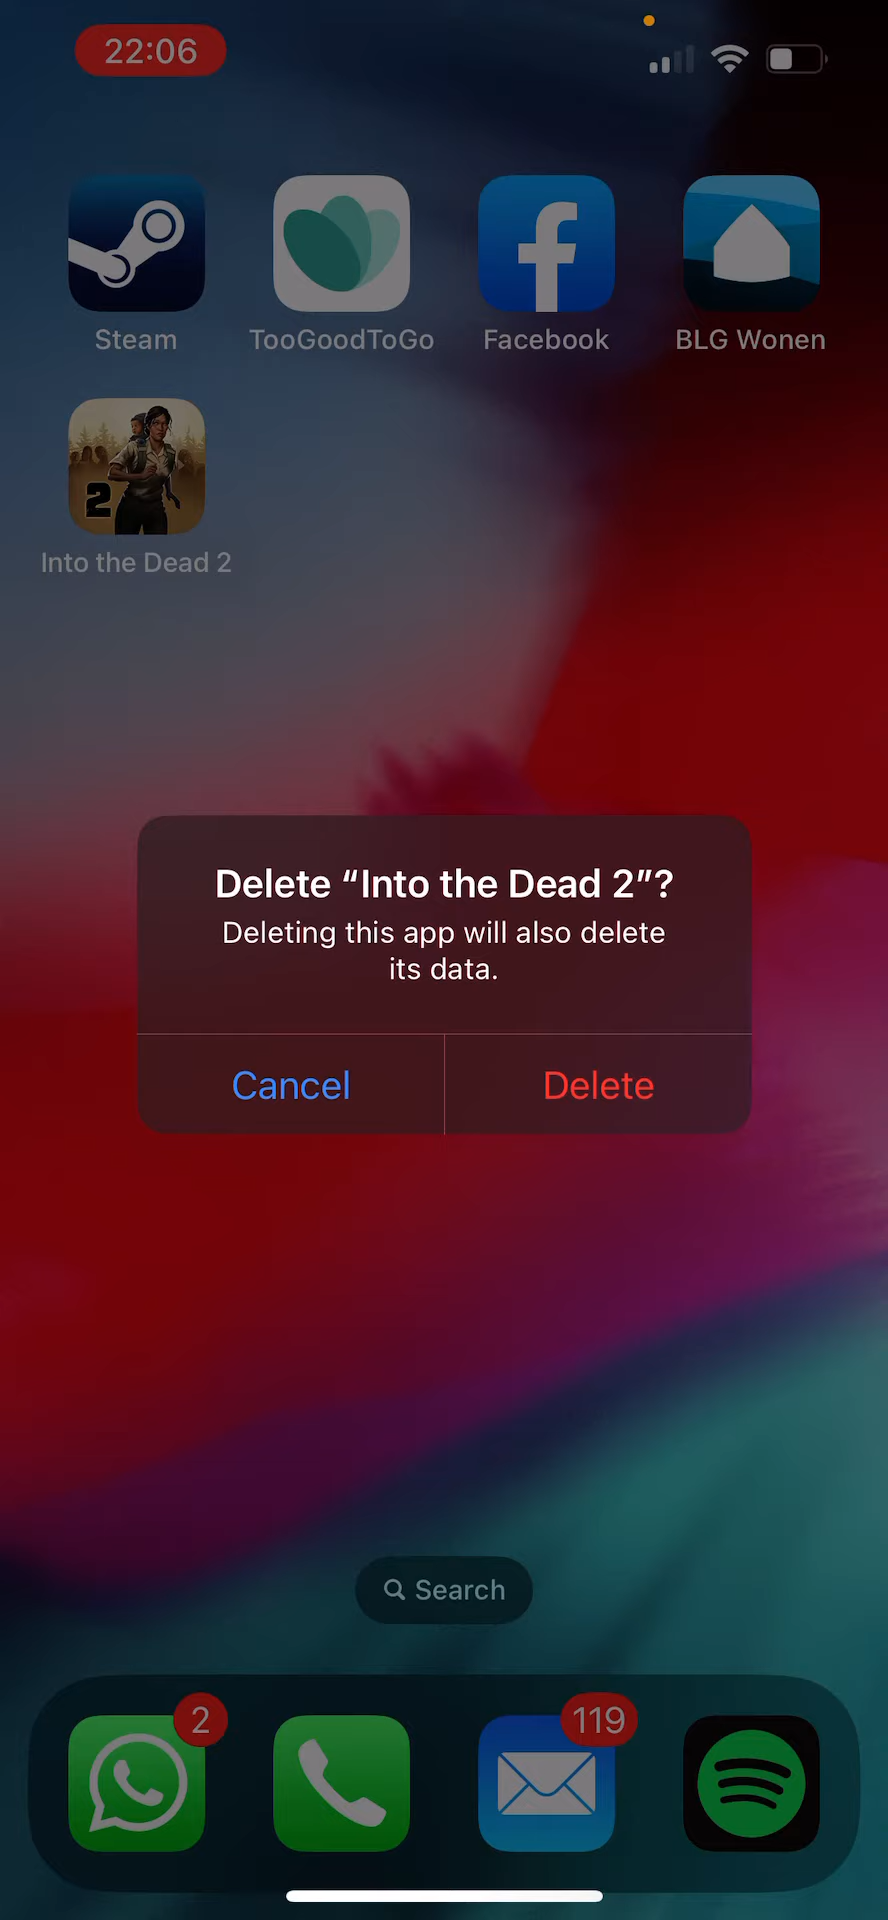 22:06
Steam
TooGoodToGo
Facebook
BLG Wonen
2
Into the Dead 2
Delete “Into the Dead 2”?
Deleting this app will also delete
its data.
Cancel
Delete
Search
2
119